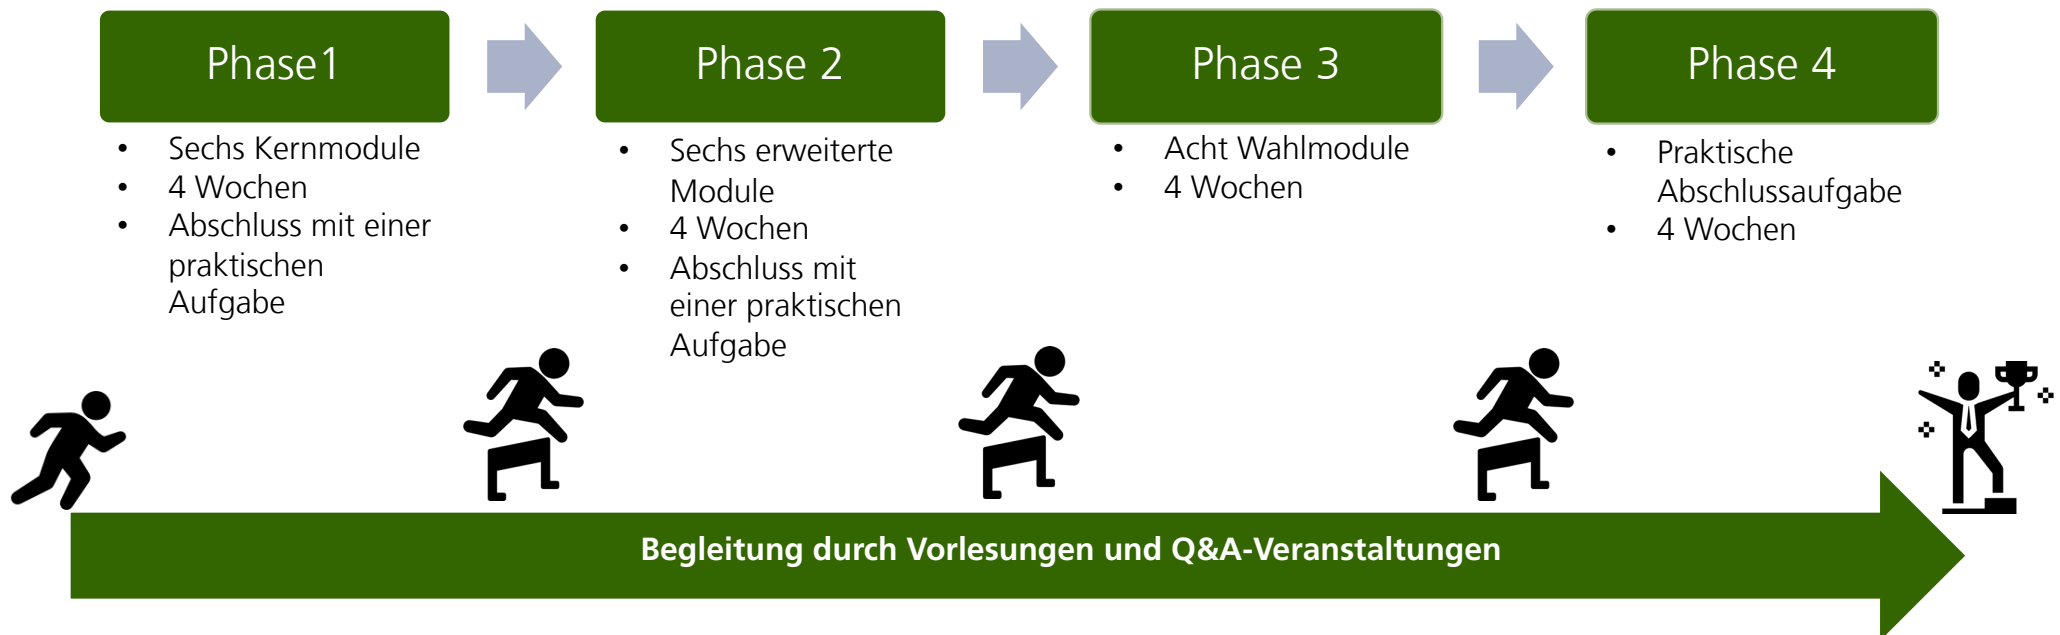 Phase1
• Sechs Kernmodule
• 4 Wochen
• Abschluss mit einer
praktischen
Aufgabe
Phase 2
• Sechs erweiterte
Module
• 4 Wochen
• Abschluss mit
einer praktischen
Aufgabe
Phase 3
• Acht Wahlmodule
• 4 Wochen
Phase 4
• Praktische
Abschlussaufgabe
• 4 Wochen
Begleitung durch Vorlesungen und Q&A-Veranstaltungen